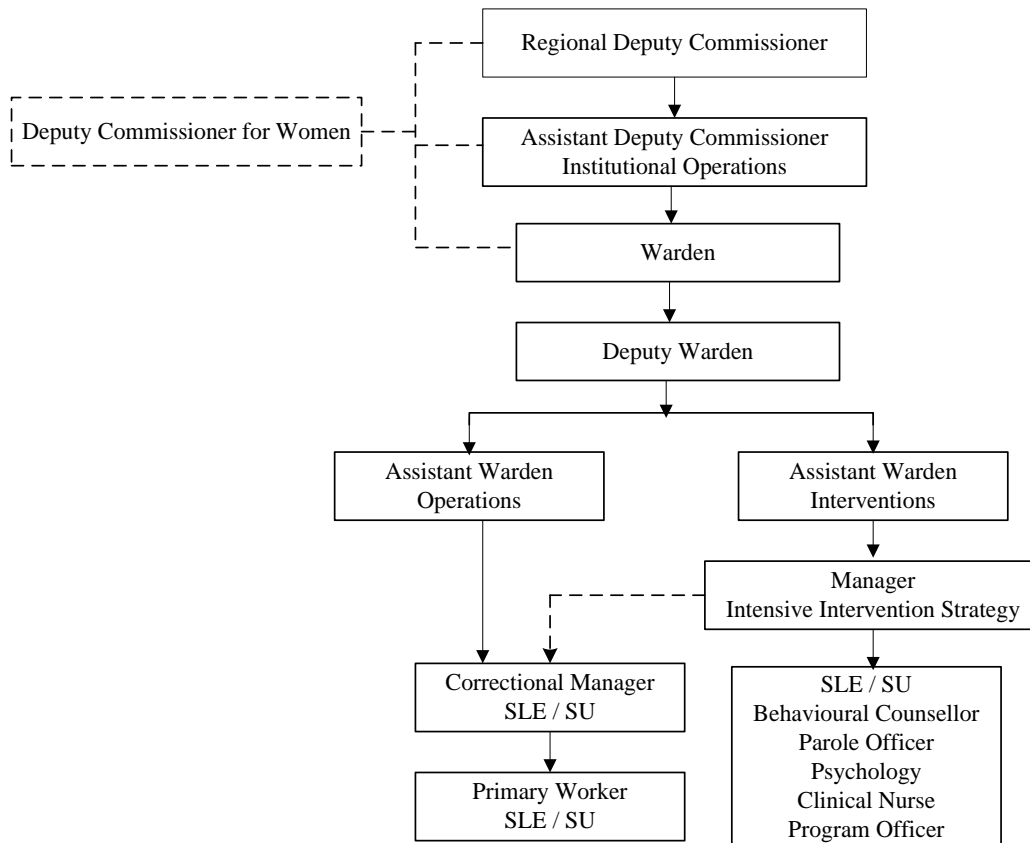 Regional Deputy Commissioner
Deputy Commissioner for Women
Assistant Deputy Commissioner
Institutional Operations
Warden
Deputy Warden
Assistant Warden
Operations
Assistant Warden
Interventions
Manager
Intensive Intervention Strategy
Correctional Manager
SLE / SU
SLE / SU
Behavioural Counsellor
Parole Officer
Psychology
Clinical Nurse
Program Officer
Primary Worker
SLE / SU